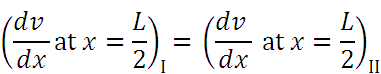 (dv/dx at x = L/2)_I = (dv/dx at x = L/2)_II